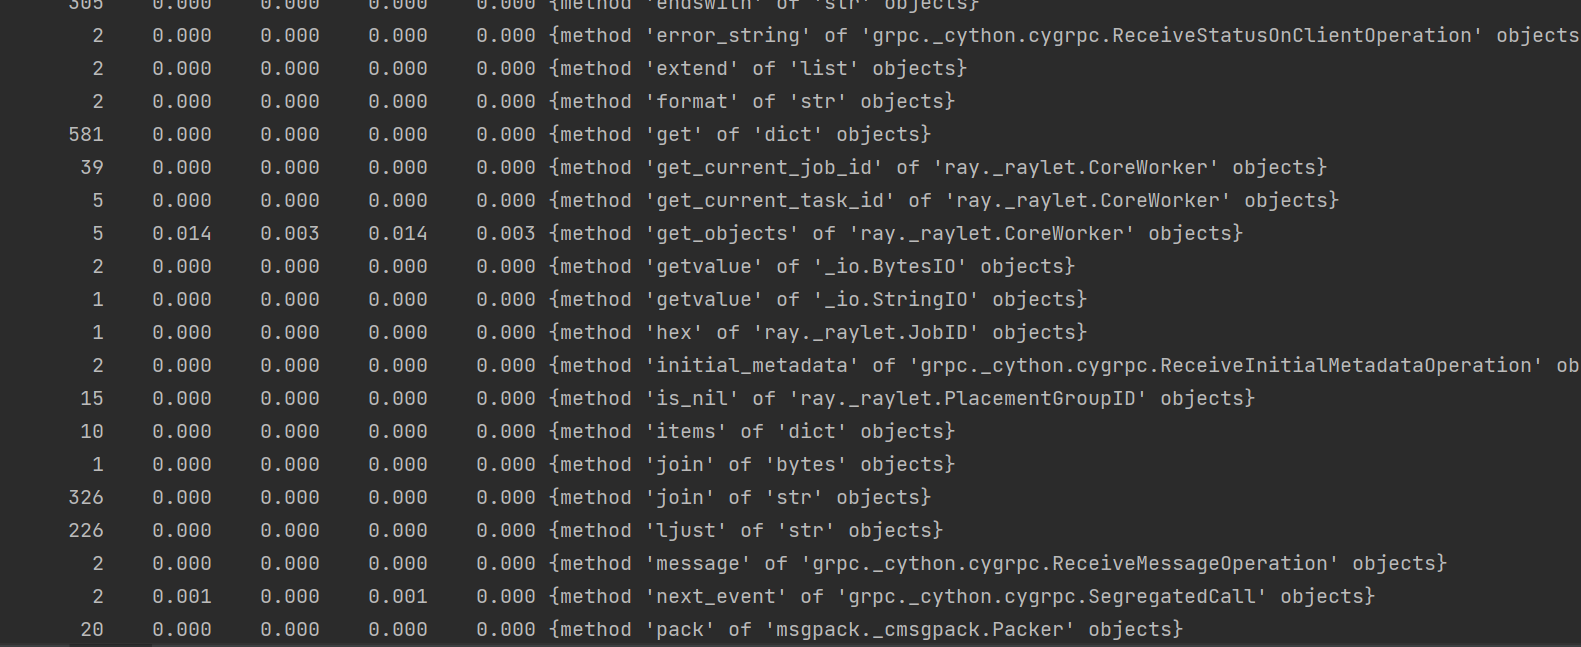 305 0.000 0.000 0.000 0.000 {method 'endswith' of 'str' objects}
2 0.000 0.000 0.000 0.000 {method 'error_string' of 'grpc._cython.cygrpc.ReceiveStatusOnClientOperation' objects
2 0.000 0.000 0.000 0.000 {method 'extend' of 'list' objects}
2 0.000 0.000 0.000 0.000 {method 'format' of 'str' objects}
581 0.000 0.000 0.000 0.000 {method 'get' of 'dict' objects}
39 0.000 0.000 0.000 0.000 {method 'get_current_job_id' of 'ray._raylet.CoreWorker' objects}
5 0.000 0.000 0.000 0.000 {method 'get_current_task_id' of 'ray._raylet.CoreWorker' objects}
5 0.014 0.003 0.014 0.003 {method 'get_objects' of 'ray._raylet.CoreWorker' objects}
2 0.000 0.000 0.000 0.000 {method 'getvalue' of '_io.BytesIO' objects}
1 0.000 0.000 0.000 0.000 {method 'getvalue' of '_io.StringIO' objects}
1 0.000 0.000 0.000 0.000 {method 'hex' of 'ray._raylet.JobID' objects}
2 0.000 0.000 0.000 0.000 {method 'initial_metadata' of 'grpc._cython.cygrpc.ReceiveInitialMetadataOperation' ob
15 0.000 0.000 0.000 0.000 {method 'is_nil' of 'ray._raylet.PlacementGroupID' objects}
10 0.000 0.000 0.000 0.000 {method 'items' of 'dict' objects}
1 0.000 0.000 0.000 0.000 {method 'join' of 'bytes' objects}
326 0.000 0.000 0.000 0.000 {method 'join' of 'str' objects}
226 0.000 0.000 0.000 0.000 {method 'ljust' of 'str' objects}
2 0.000 0.000 0.000 0.000 {method 'message' of 'grpc._cython.cygrpc.ReceiveMessageOperation' objects}
2 0.001 0.000 0.001 0.000 {method 'next_event' of 'grpc._cython.cygrpc.SegregatedCall' objects}
20 0.000 0.000 0.000 0.000 {method 'pack' of 'msgpack._cmsgpack.Packer' objects}